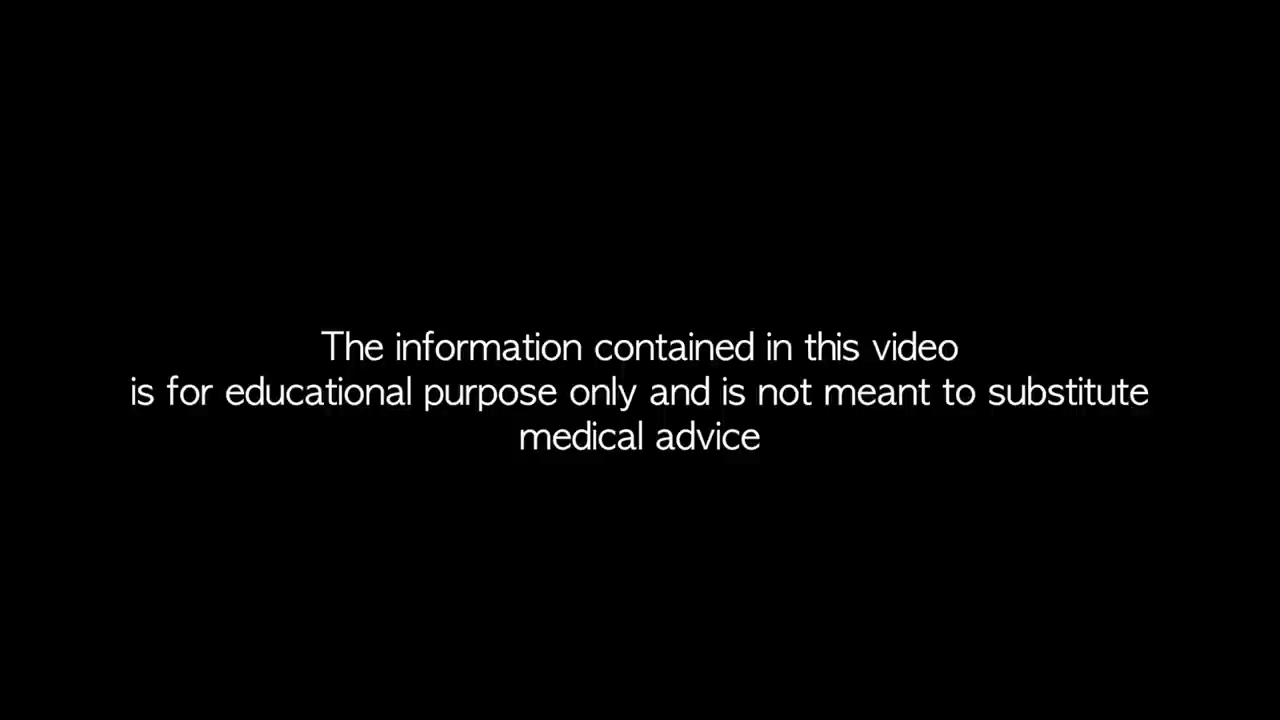 The information contained in this video
is for educational purpose only and is not meant to substitute
medical advice